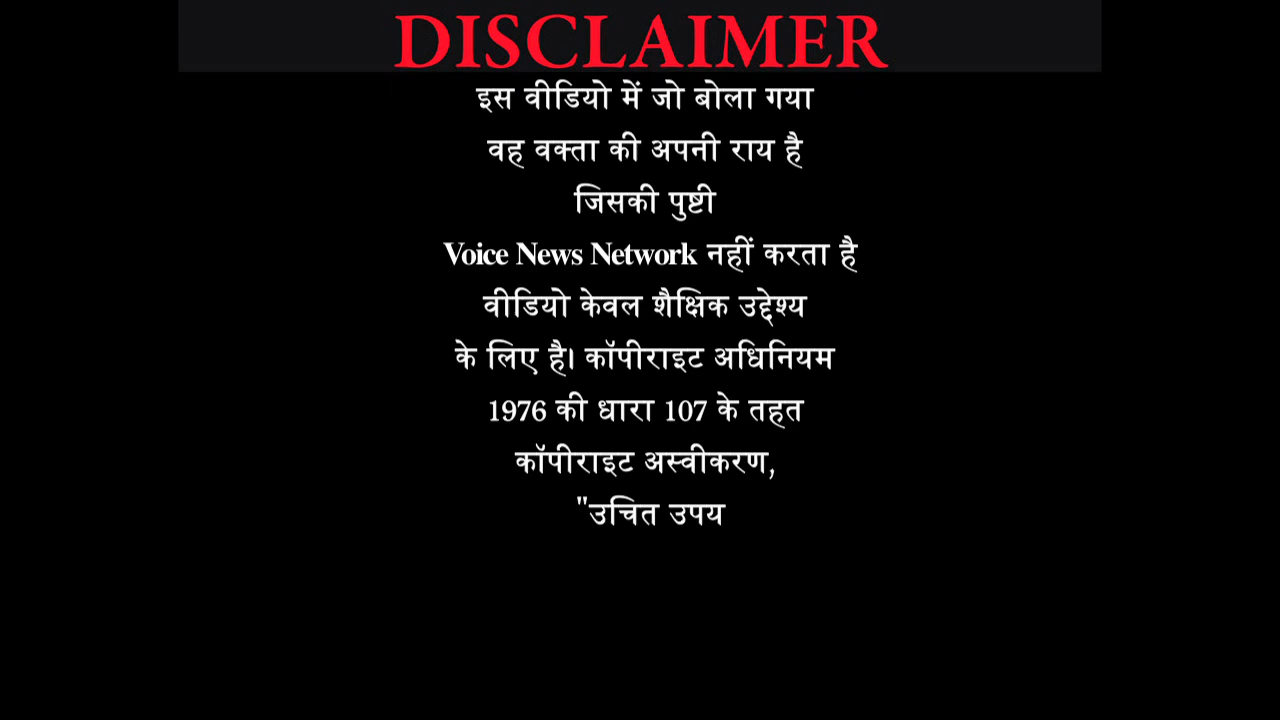 DISCLAIMER
इस वीडियो में जो बोला गया
वह वक्ता की अपनी राय है
जिसकी पुष्टी
Voice News Network नहीं करता है
वीडियो केवल शैक्षिक उद्देश्य
के लिए है। कॉपीराइट अधिनियम
1976 की धारा 107 के तहत
कॉपीराइट अस्वीकरण,
"उचित उपय